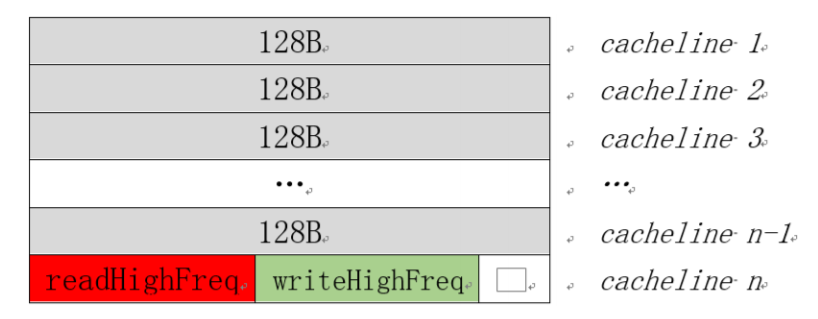 128B cacheline 1
128B cacheline 2
128B cacheline 3
… …
128B cacheline n-1
readHighFreq writeHighFreq cacheline n